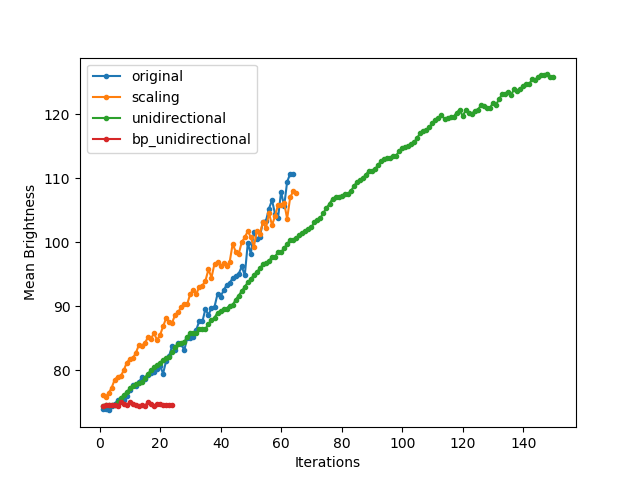 original
scaling
unidirectional
bp_unidirectional
Mean Brightness
120
110
100
90
80
0 20 40 60 80 100 120 140
Iterations